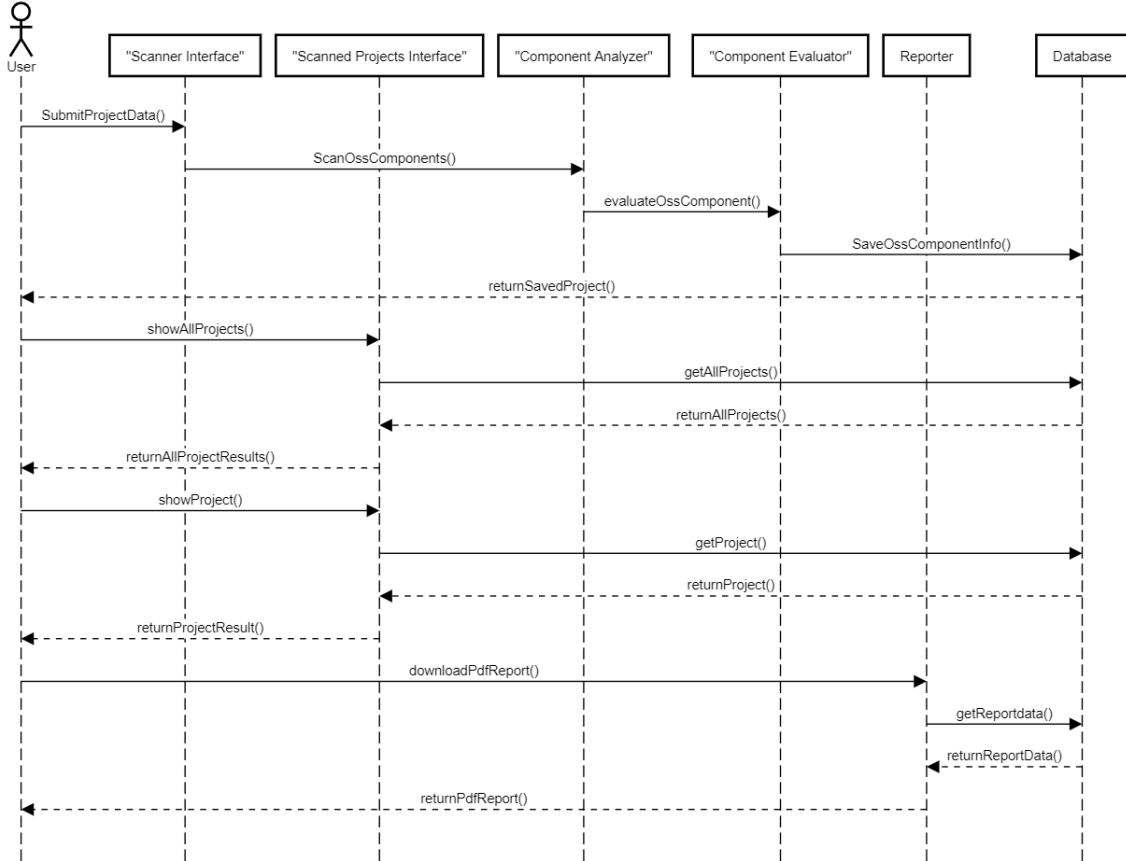 User
"Scanner Interface"
"Scanned Projects Interface"
"Component Analyzer"
"Component Evaluator"
Reporter
Database
SubmitProjectData()
ScanOssComponents()
evaluateOssComponent()
SaveOssComponentInfo()
returnSavedProject()
showAllProjects()
getAllProjects()
returnAllProjects()
returnAllProjectResults()
showProject()
getProject()
returnProject()
returnProjectResult()
downloadPdfReport()
getReportdata()
returnReportData()
returnPdfReport()